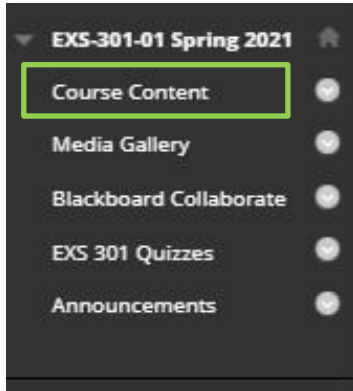 EXS-301-01 Spring 2021
Course Content
Media Gallery
Blackboard Collaborate
EXS 301 Quizzes
Announcements